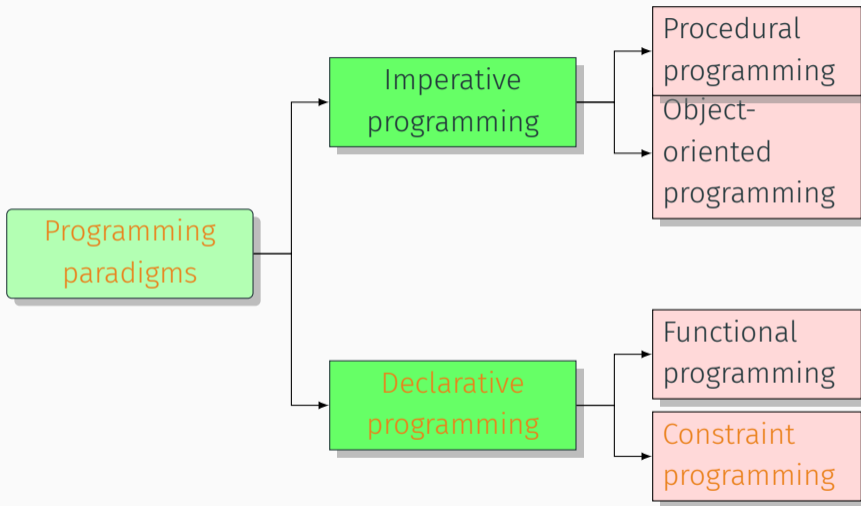 Programming
paradigms
Imperative
programming
Procedural
programming
Object-
oriented
programming
Declarative
programming
Functional
programming
Constraint
programming